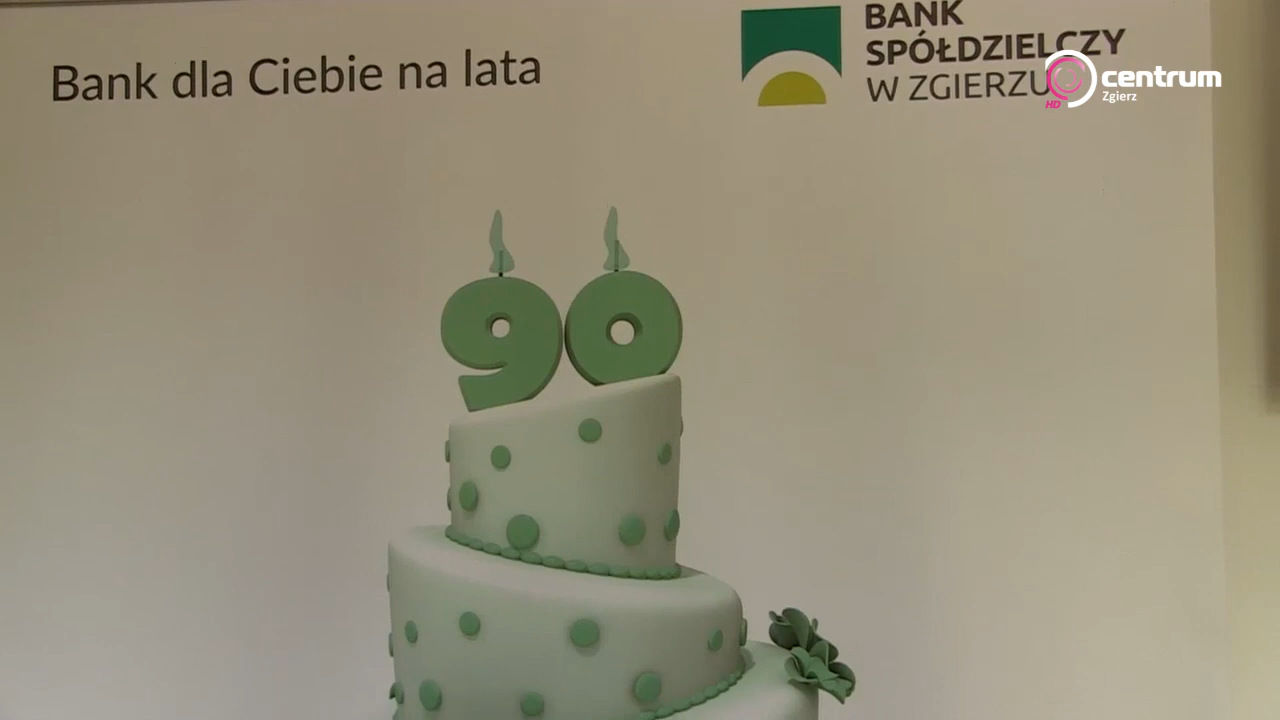 Bank dla Ciebie na lata
BANK
SPÓŁDZIELCZY
W ZGIERZU
HD
centrum
Zgierz
90